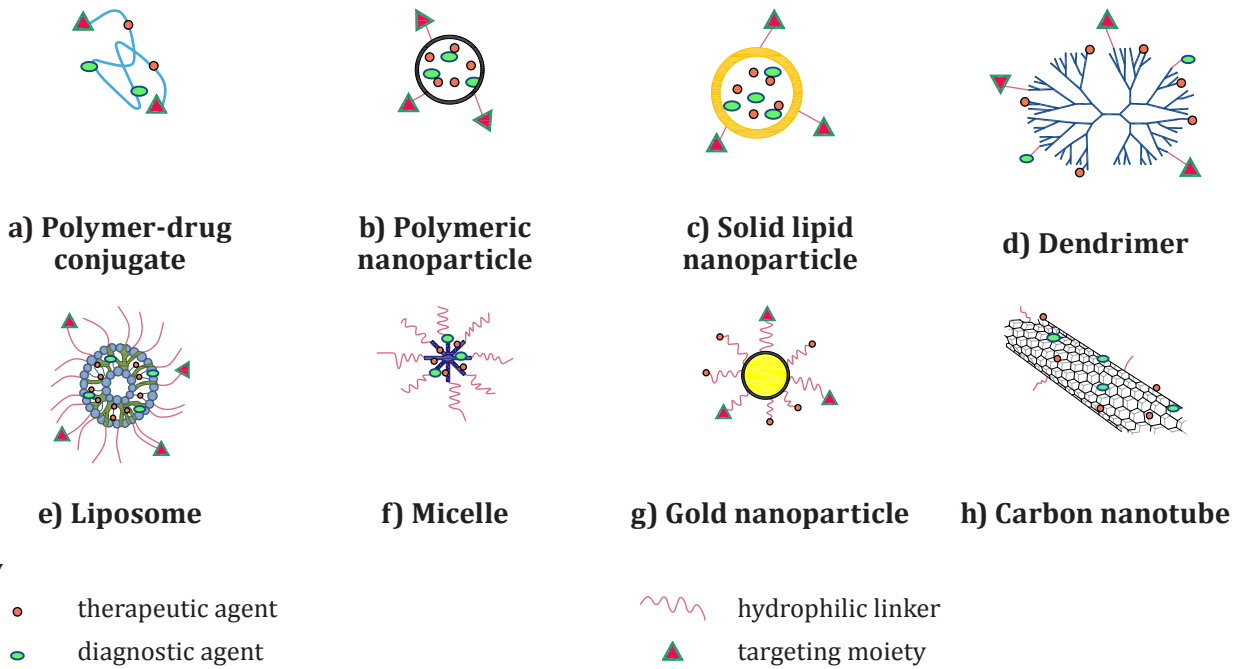 a) Polymer-drug
conjugate
b) Polymeric
nanoparticle
c) Solid lipid
nanoparticle
d) Dendrimer
e) Liposome
f) Micelle
g) Gold nanoparticle
h) Carbon nanotube
therapeutic agent
hydrophilic linker
diagnostic agent
targeting moiety